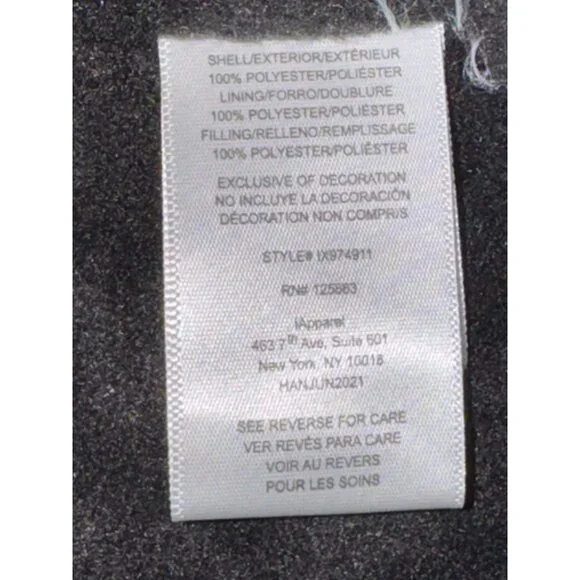 SHELL/EXTERIOR/EXTÉRIEUR
100% POLYESTER/POLIÉSTER
LINING/FORRO/DOUBLURE
100% POLYESTER/POLIÉSTER
FILLING/RELLENO/REMPLISSAGE
100% POLYESTER/POLIÉSTER
EXCLUSIVE OF DECORATION
NO INCLUYE LA DECORACIÓN
DÉCORATION NON COMPRIS
STYLE# IX974911
RN# 125863
iApparel
463 7th Ave, Suite 601
New York, NY 10018
HANJUN2021
SEE REVERSE FOR CARE
VER REVÉS PARA CARE
VOIR AU REVERS
POUR LES SOINS